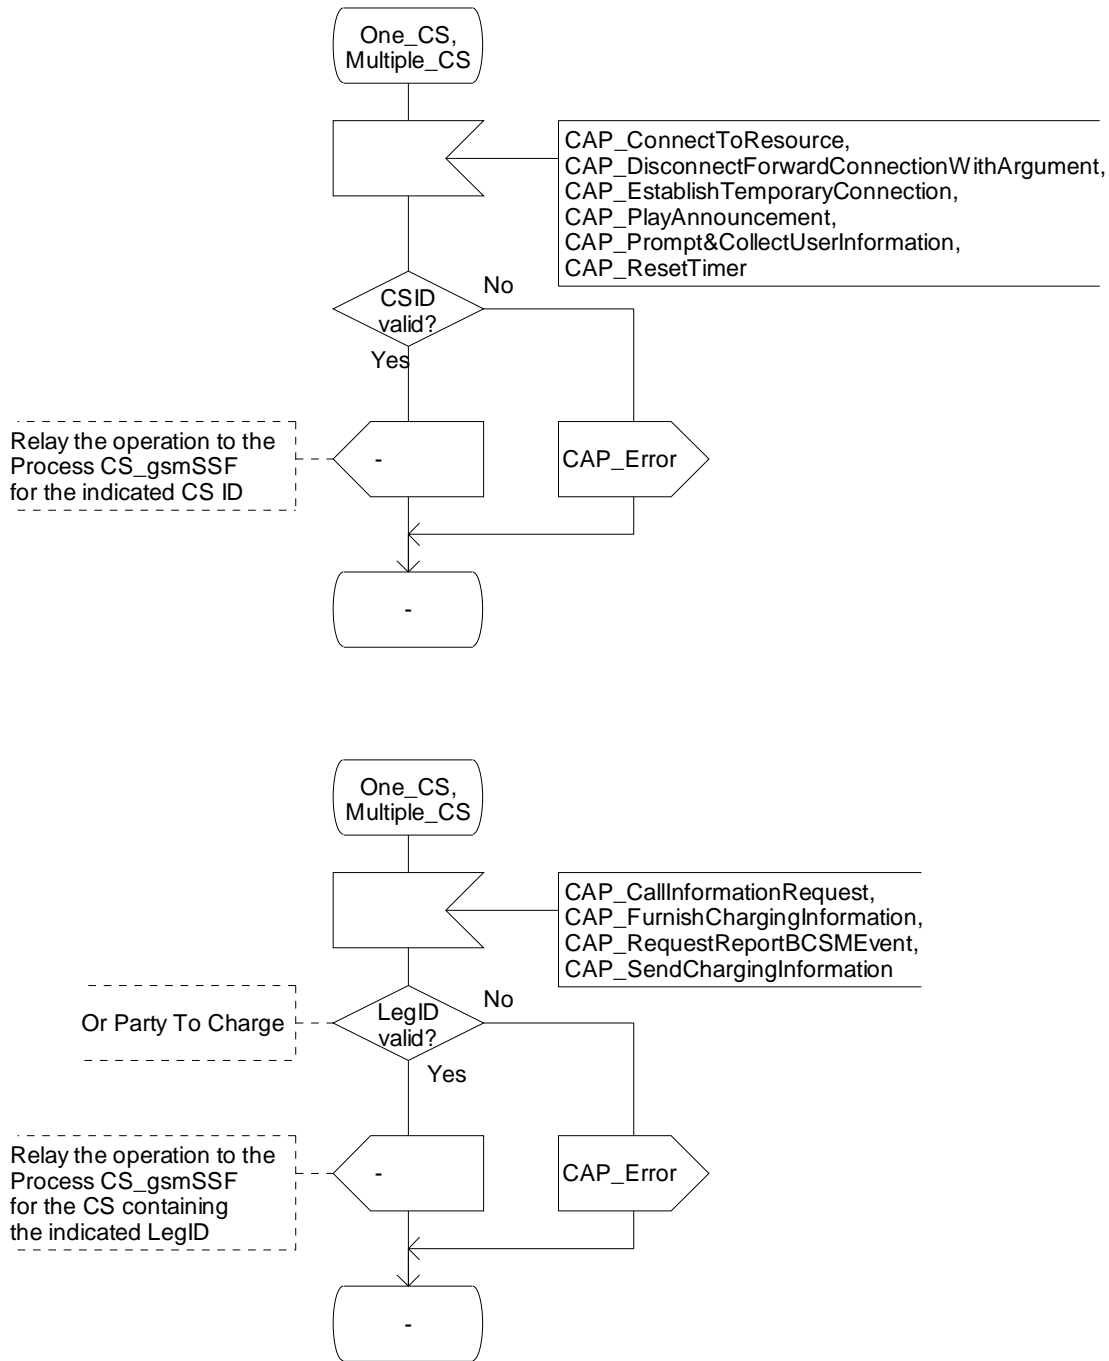 One_CS,
Multiple_CS
CAP_ConnectToResource,
CAP_DisconnectForwardConnectionWithArgument,
CAP_EstablishTemporaryConnection,
CAP_PlayAnnouncement,
CAP_Prompt&CollectUserInformation,
CAP_ResetTimer
CSID
valid?
No
Yes
Relay the operation to the
Process CS_gsmSSF
for the indicated CS ID
-
CAP_Error
-
One_CS,
Multiple_CS
CAP_CallInformationRequest,
CAP_FurnishChargingInformation,
CAP_RequestReportBCSMEvent,
CAP_SendChargingInformation
Or Party To Charge
LegID
valid?
No
Yes
Relay the operation to the
Process CS_gsmSSF
for the CS containing
the indicated LegID
-
CAP_Error
-